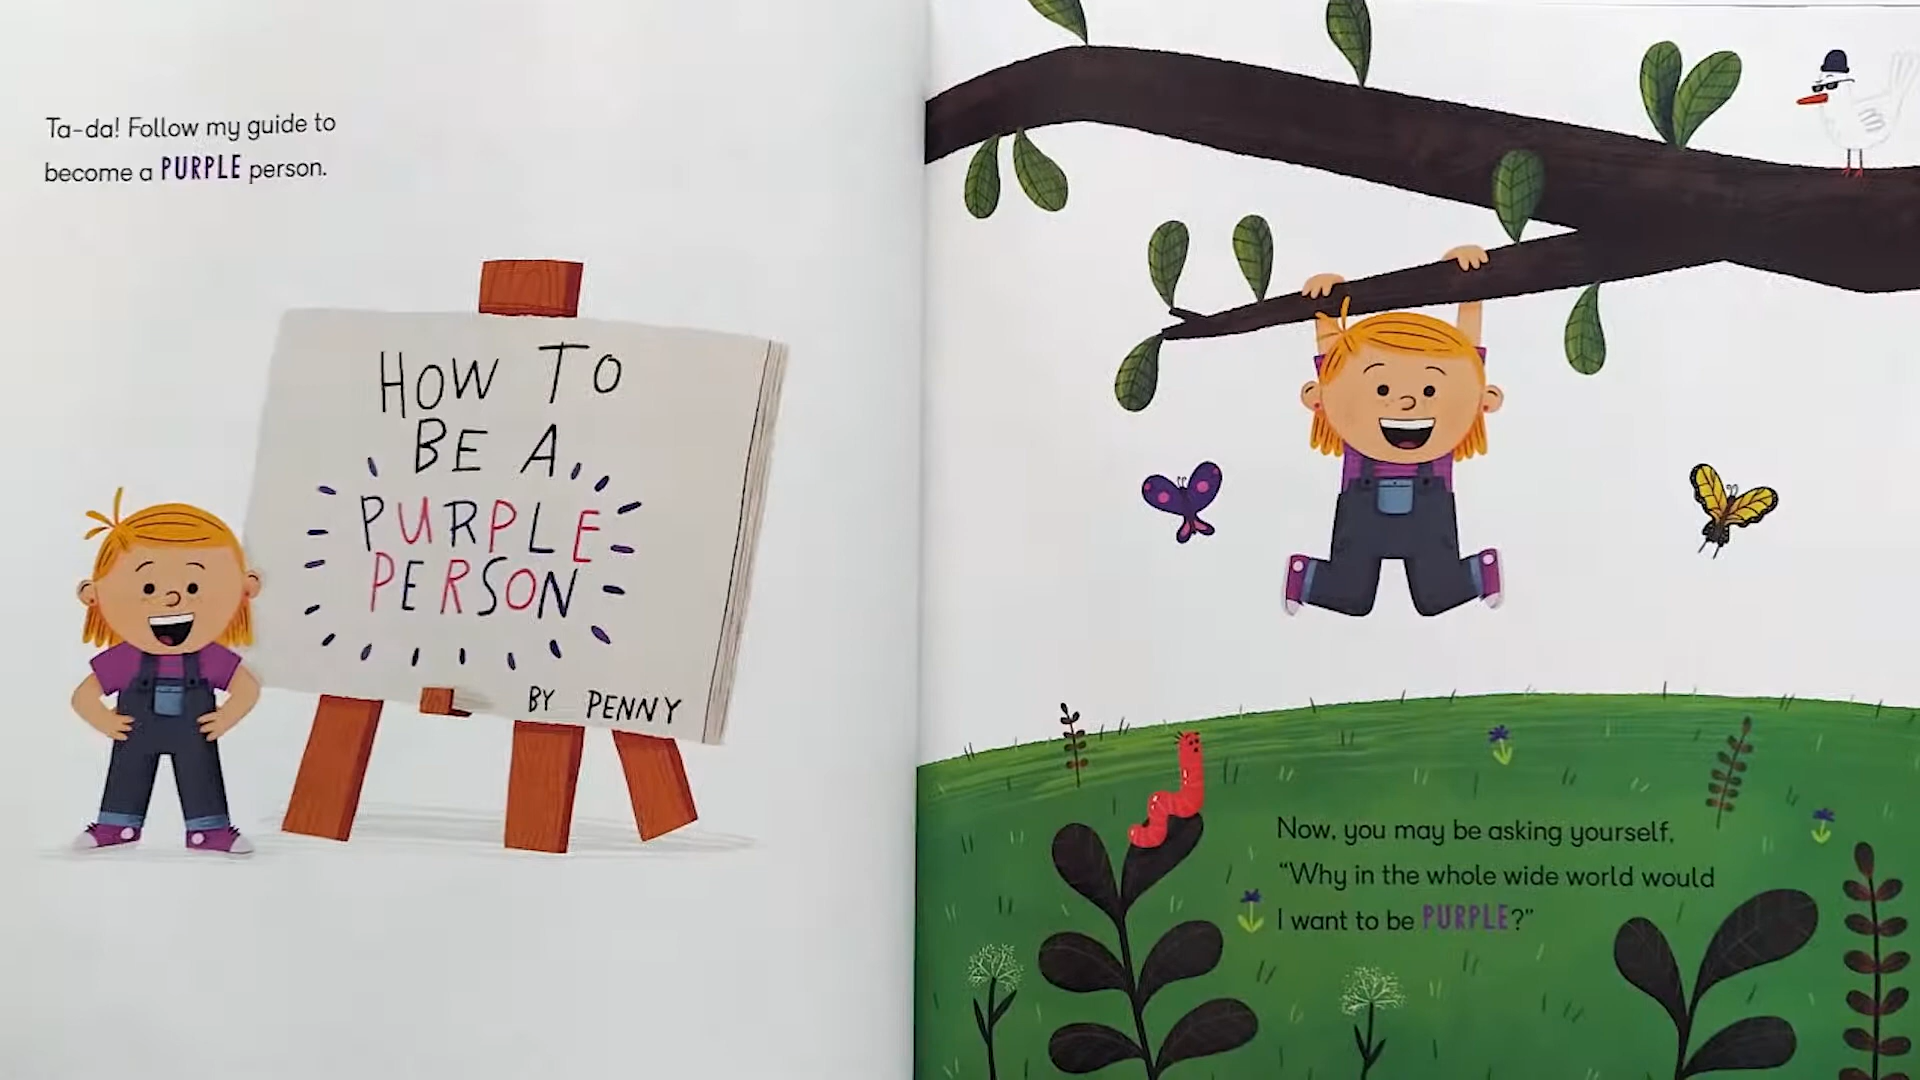 Ta-da! Follow my guide to
become a PURPLE person.
HOW TO
BE A
PURPLE
PERSON
BY PENNY
Now, you may be asking yourself,
“Why in the whole wide world would
I want to be PURPLE?”